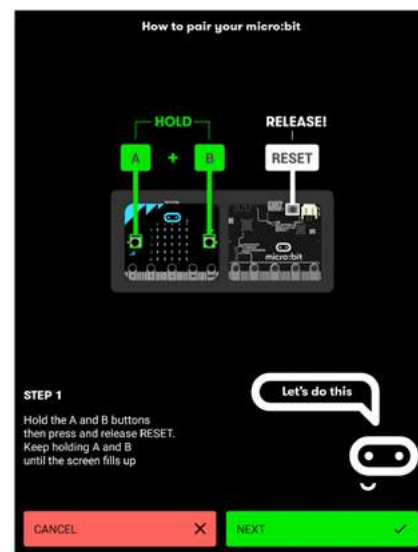 How to pair your micro:bit
HOLD
RELEASE!
A + B
RESET
micro:bit
STEP 1
Hold the A and B buttons
then press and release RESET.
Keep holding A and B
until the screen fills up
Let's do this
CANCEL
NEXT